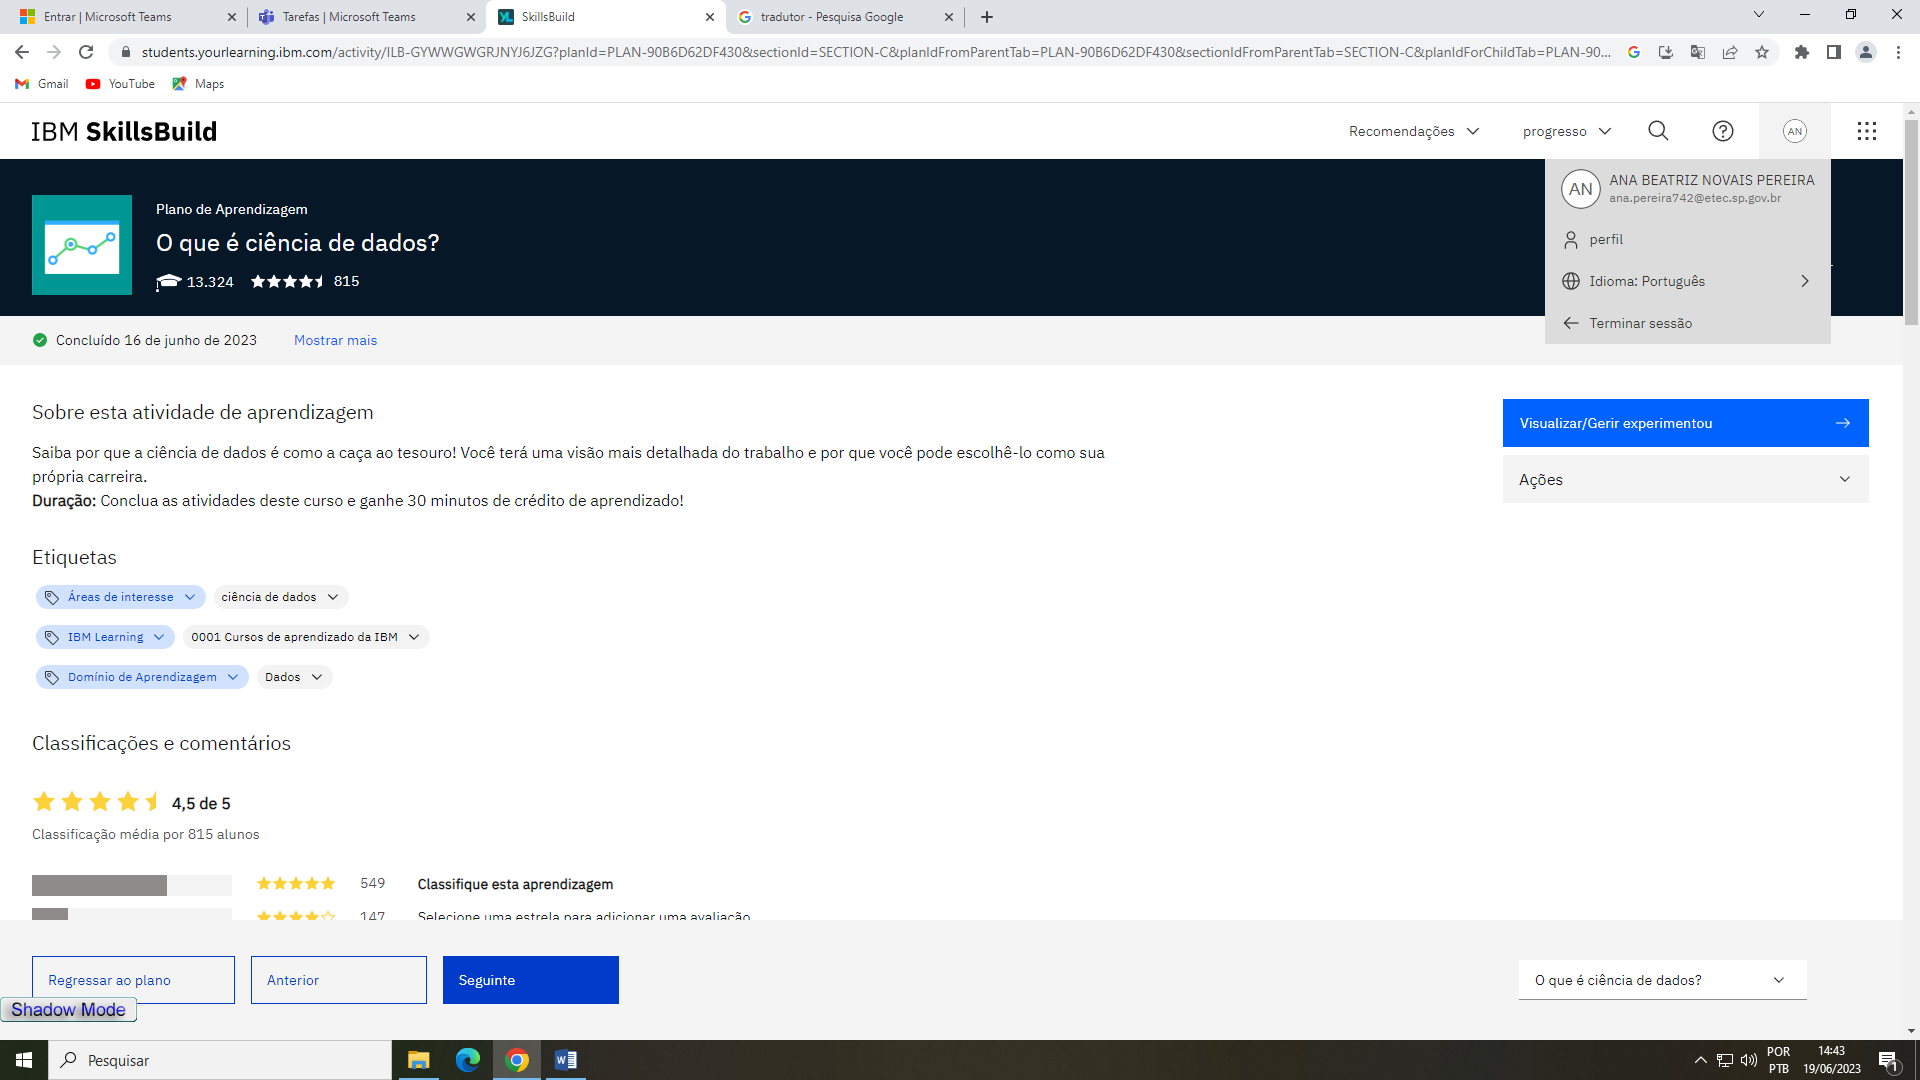 Entrar | Microsoft Teams
Tarefas | Microsoft Teams
SkillsBuild
tradutor - Pesquisa Google
students.yourlearning.ibm.com/activity/ILB-GYWWGWGRJNYJ6JZG?planId=PLAN-90B6D62DF430&sectionId=SECTION-C&planIdFromParentTab=PLAN-90B6D62DF430&sectionIdFromParentTab=SECTION-C&planIdForChildTab=PLAN-90...
Gmail
YouTube
Maps
IBM SkillsBuild
Recomendações
progresso
AN
AN
ANA BEATRIZ NOVAIS PEREIRA
ana.pereira742@etec.sp.gov.br
perfil
Idioma: Português
Terminar sessão
Plano de Aprendizagem
O que é ciência de dados?
13.324
815
Concluído 16 de junho de 2023
Mostrar mais
Sobre esta atividade de aprendizagem
Saiba por que a ciência de dados é como a caça ao tesouro! Você terá uma visão mais detalhada do trabalho e por que você pode escolhê-lo como sua
própria carreira.
Duração: Conclua as atividades deste curso e ganhe 30 minutos de crédito de aprendizado!
Visualizar/Gerir experimentou
Ações
Etiquetas
Áreas de interesse
ciência de dados
IBM Learning
0001 Cursos de aprendizado da IBM
Domínio de Aprendizagem
Dados
Classificações e comentários
4,5 de 5
Classificação média por 815 alunos
549
Classifique esta aprendizagem
147
Selecione uma estrela para adicionar uma avaliação
Regressar ao plano
Anterior
Seguinte
O que é ciência de dados?
Shadow Mode
Pesquisar
POR
PTB
14:43
19/06/2023
1